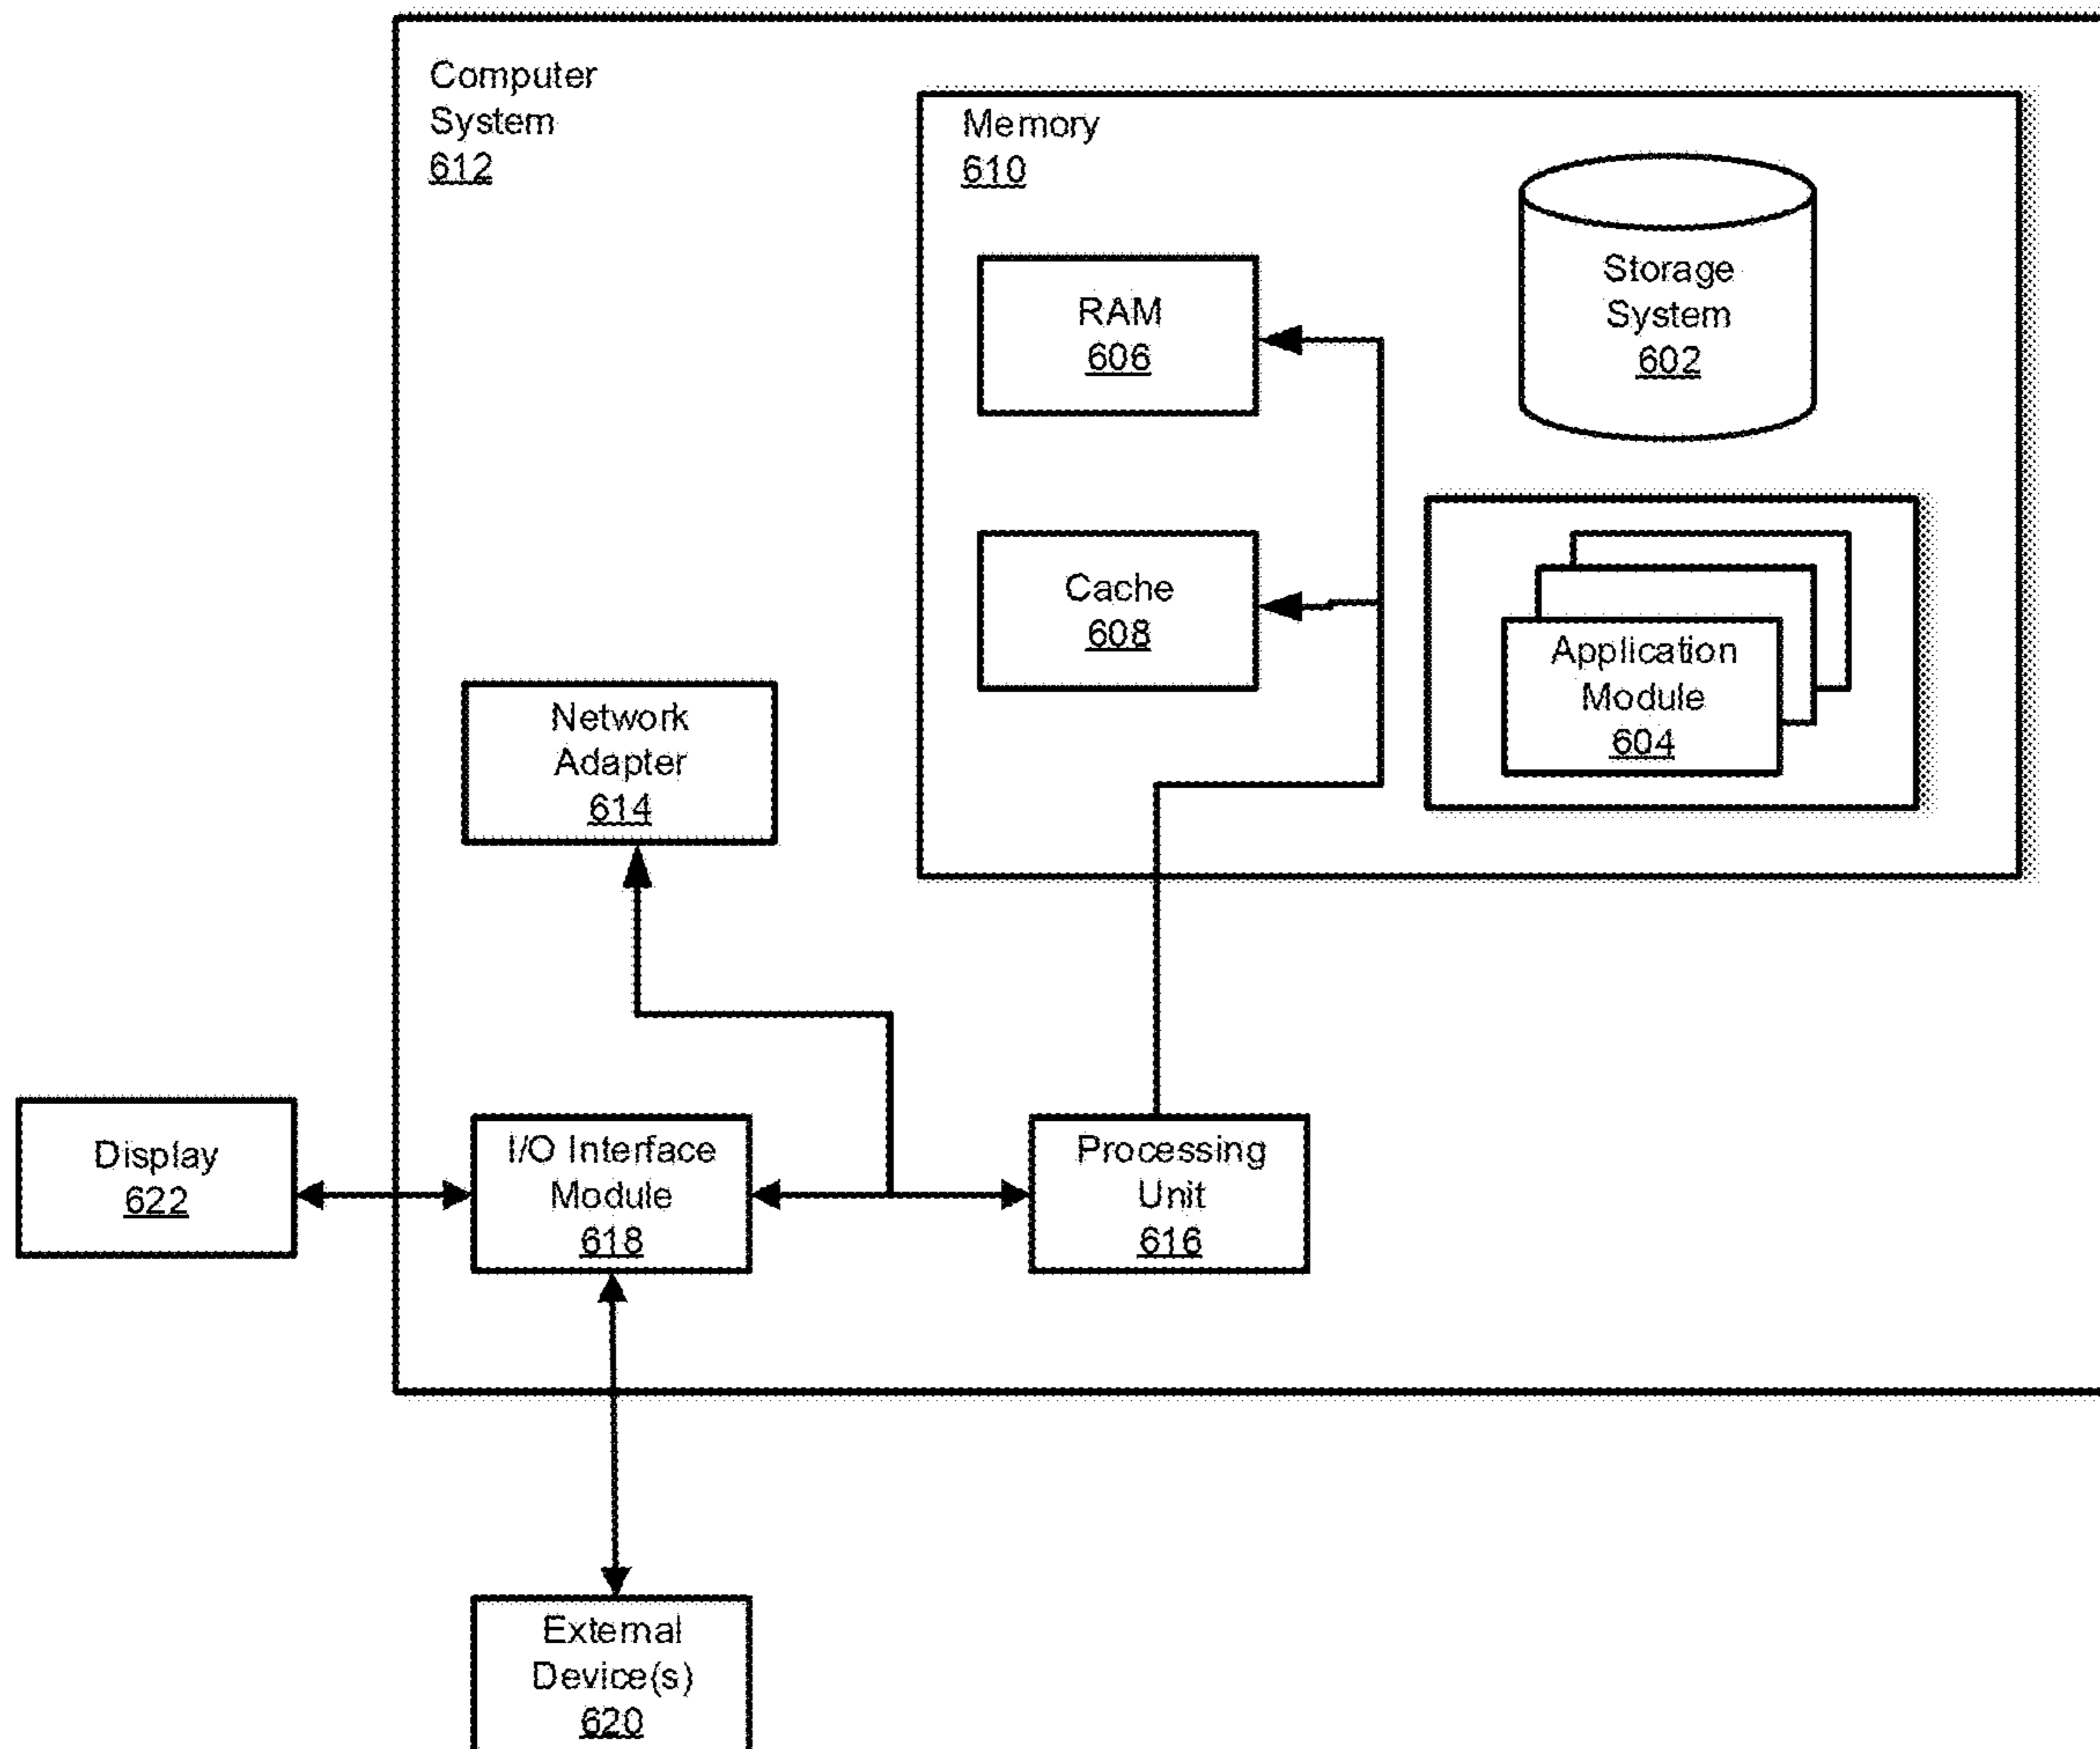 Computer
System
612
Memory
610
Storage
System
602
RAM
606
Cache
608
Application
Module
604
Network
Adapter
614
Display
622
I/O Interface
Module
618
Processing
Unit
616
External
Device(s)
620